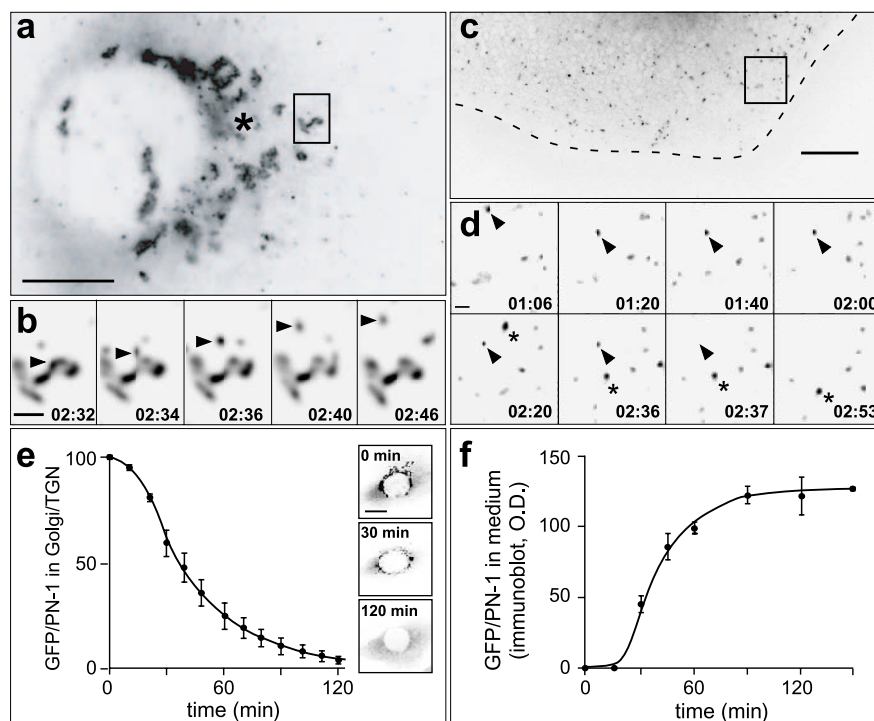 a
*
c
b
02:32 02:34 02:36 02:40 02:46
d
01:06 01:20 01:40 02:00
* * * *
02:20 02:36 02:37 02:53
e
GFP/PN-1 in Golgi/TGN
100
50
0
0 60 120
time (min)
0 min
30 min
120 min
f
GFP/PN-1 in medium
(immunoblot, O.D.)
150
100
50
0
0 60 120
time (min)